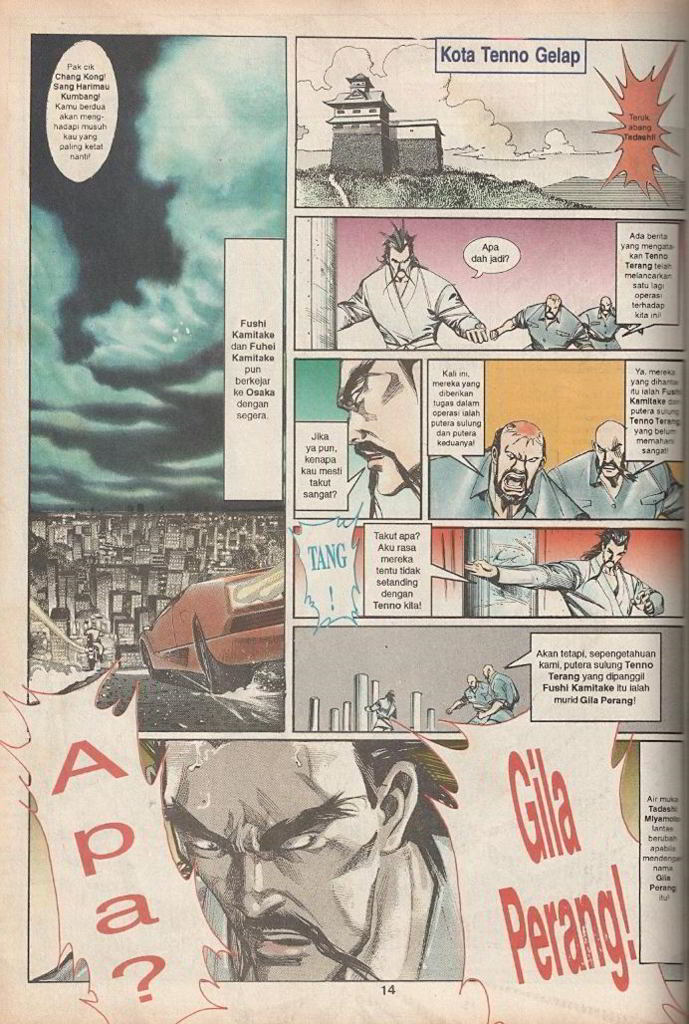 Pak cik
Chang Kong!
Sang Harimau
Kumbang!
Kamu berdua
akan meng-
hadapi musuh
kau yang
paling ketat
nanti!
Fushi
Kamitake
dan Fuhei
Kamitake
pun
berkejar
ke Osaka
dengan
segera.
Kota Tenno Gelap
Teruk,
abang
Tadashi!
Apa
dah jadi?
Ada berita
yang mengata-
kan Tenno
Terang telah
melancarkan
satu lagi
operasi
terhadap
kita ini!
Jika
ya pun,
kenapa
kau mesti
takut
sangat?
Kali ini,
mereka yang
diberikan
tugas dalam
operasi ialah
putera sulung
dan putera
keduanya!
Ya, mereka
yang dihantar
itu ialah Fushi
Kamitake dan
putera sulung
Tenno Terang
yang belum
memahami
sangat!
TANG
!
Takut apa?
Aku rasa
mereka
tentu tidak
setanding
dengan
Tenno kita!
Akan tetapi, sepengetahuan
kami, putera sulung Tenno
Terang yang dipanggil
Fushi Kamitake itu ialah
murid Gila Perang!
Apa?
Gila
Perang!
Air muka
Tadashi
Miyamoto
lantas
berubah
apabila
mendengar
nama
Gila
Perang
itu!
14